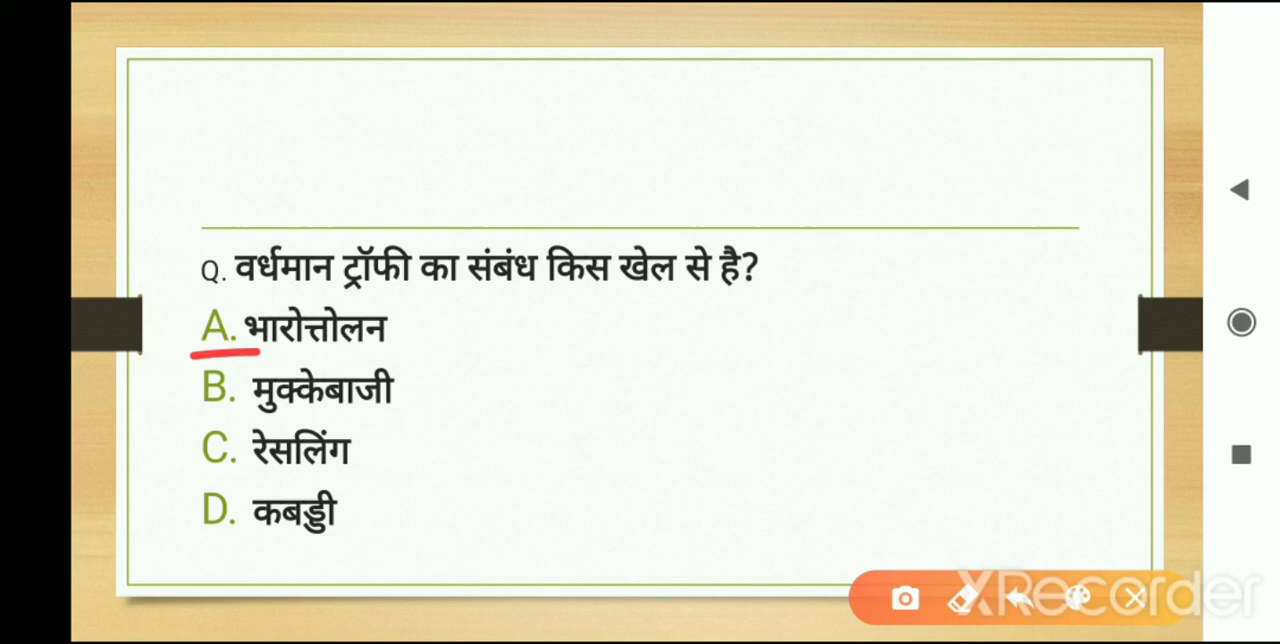 Q. वर्धमान ट्रॉफी का संबंध किस खेल से है?
A. भारोत्तोलन
B. मुक्केबाजी
C. रेसलिंग
D. कबड्डी
XRecorder